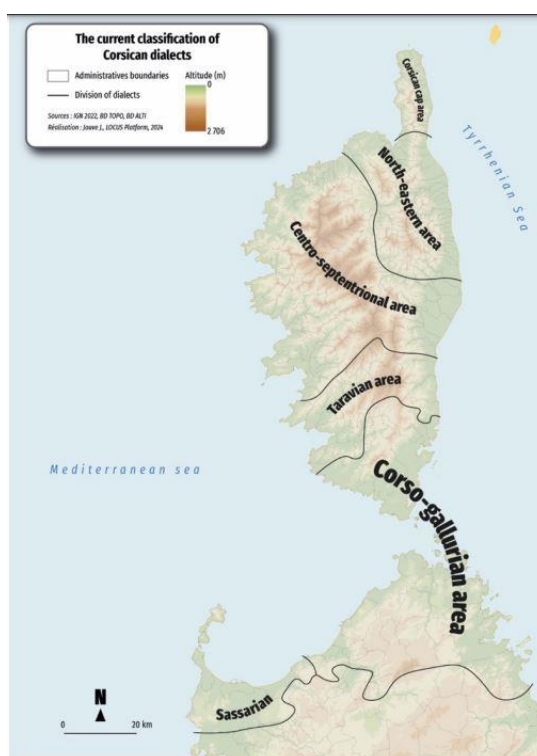 The current classification of
Corsican dialects
Administratives boundaries
Division of dialects
Altitude (m)
0
2 706
Sources : IGN 2022, BD TOPO, BD ALTI
Réalisation : Jouve J., LOCUS Platform, 2024
Corsican cap area
Tyrrhenian Sea
North-eastern area
Centro-septentrional area
Taravian area
Mediterranean sea
Corso-gallurian area
Sassarian
N
0 20 km